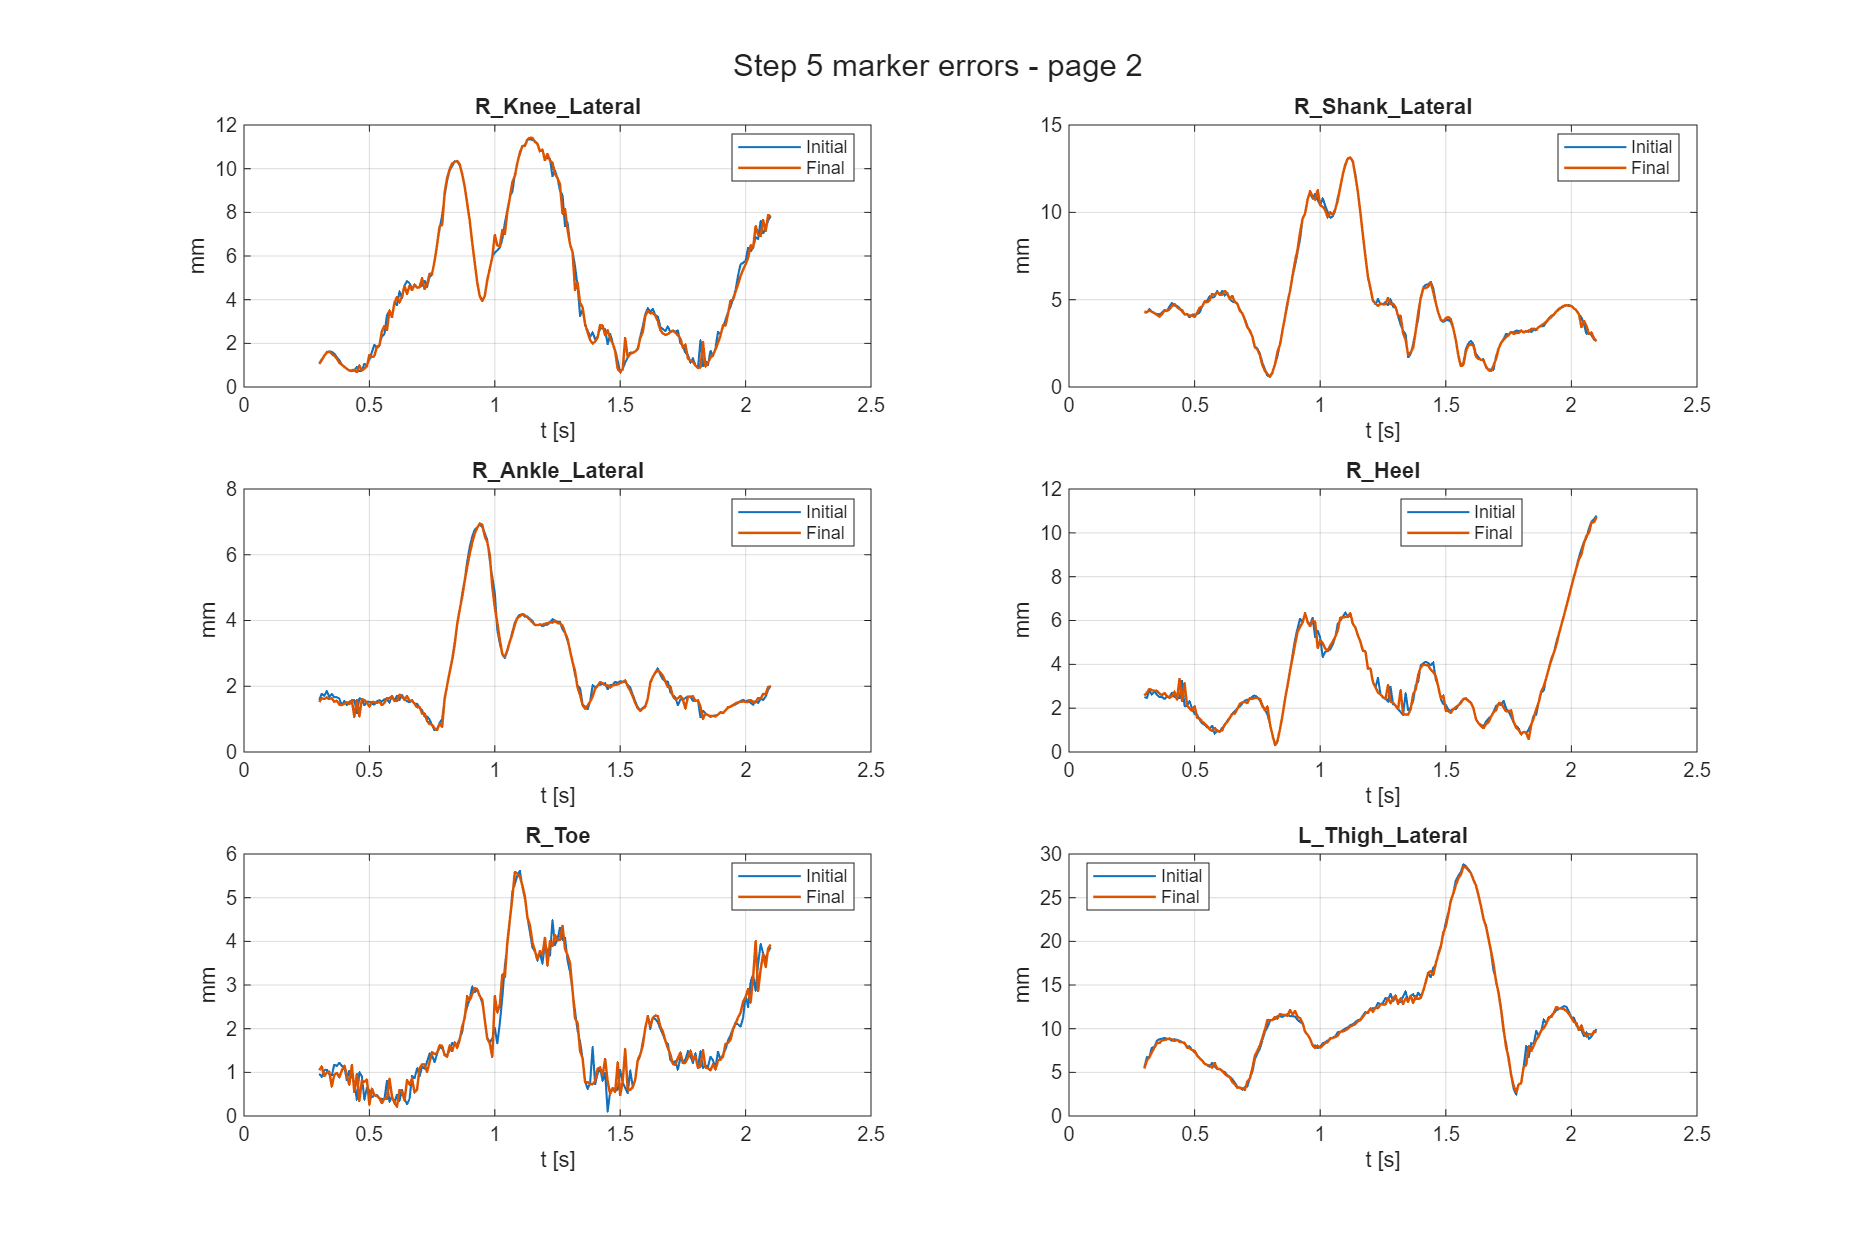 Step 5 marker errors - page 2
R_Knee_Lateral
12
10
8
6
4
2
0
mm
0 0.5 1 1.5 2 2.5
t [s]
Initial
Final
R_Shank_Lateral
15
10
5
0
mm
0 0.5 1 1.5 2 2.5
t [s]
Initial
Final
R_Ankle_Lateral
8
6
4
2
0
mm
0 0.5 1 1.5 2 2.5
t [s]
Initial
Final
R_Heel
12
10
8
6
4
2
0
mm
0 0.5 1 1.5 2 2.5
t [s]
Initial
Final
R_Toe
6
5
4
3
2
1
0
mm
0 0.5 1 1.5 2 2.5
t [s]
Initial
Final
L_Thigh_Lateral
30
25
20
15
10
5
0
mm
0 0.5 1 1.5 2 2.5
t [s]
Initial
Final